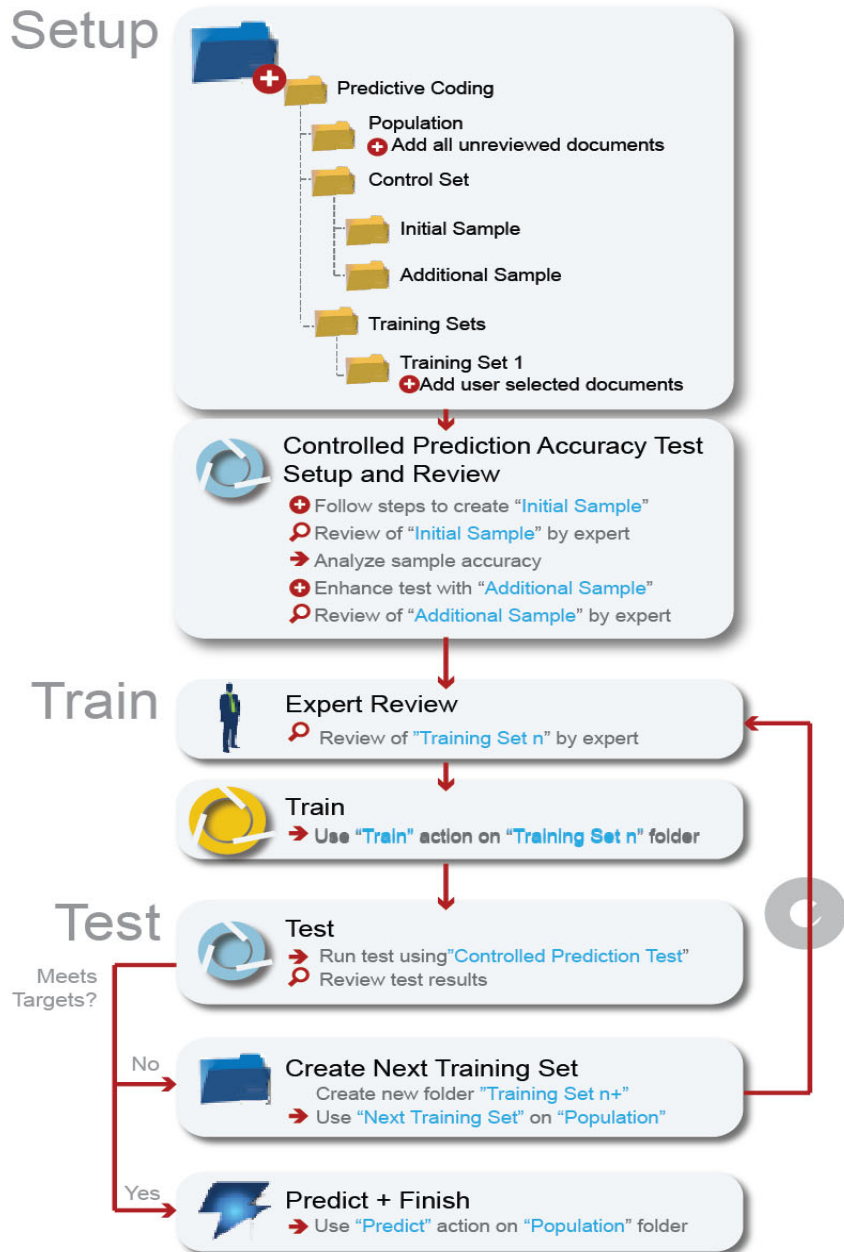 Setup
Predictive Coding
Population
Add all unreviewed documents
Control Set
Initial Sample
Additional Sample
Training Sets
Training Set 1
Add user selected documents
Controlled Prediction Accuracy Test
Setup and Review
Follow steps to create “Initial Sample”
Review of “Initial Sample” by expert
Analyze sample accuracy
Enhance test with “Additional Sample”
Review of “Additional Sample” by expert
Train
Expert Review
Review of ”Training Set n” by expert
Train
Use “Train” action on “Training Set n” folder
Test
Test
Run test using”Controlled Prediction Test”
Review test results
Meets
Targets?
No
Create Next Training Set
Create new folder ”Training Set n+”
Use “Next Training Set” on “Population”
Yes
Predict + Finish
Use “Predict” action on “Population” folder